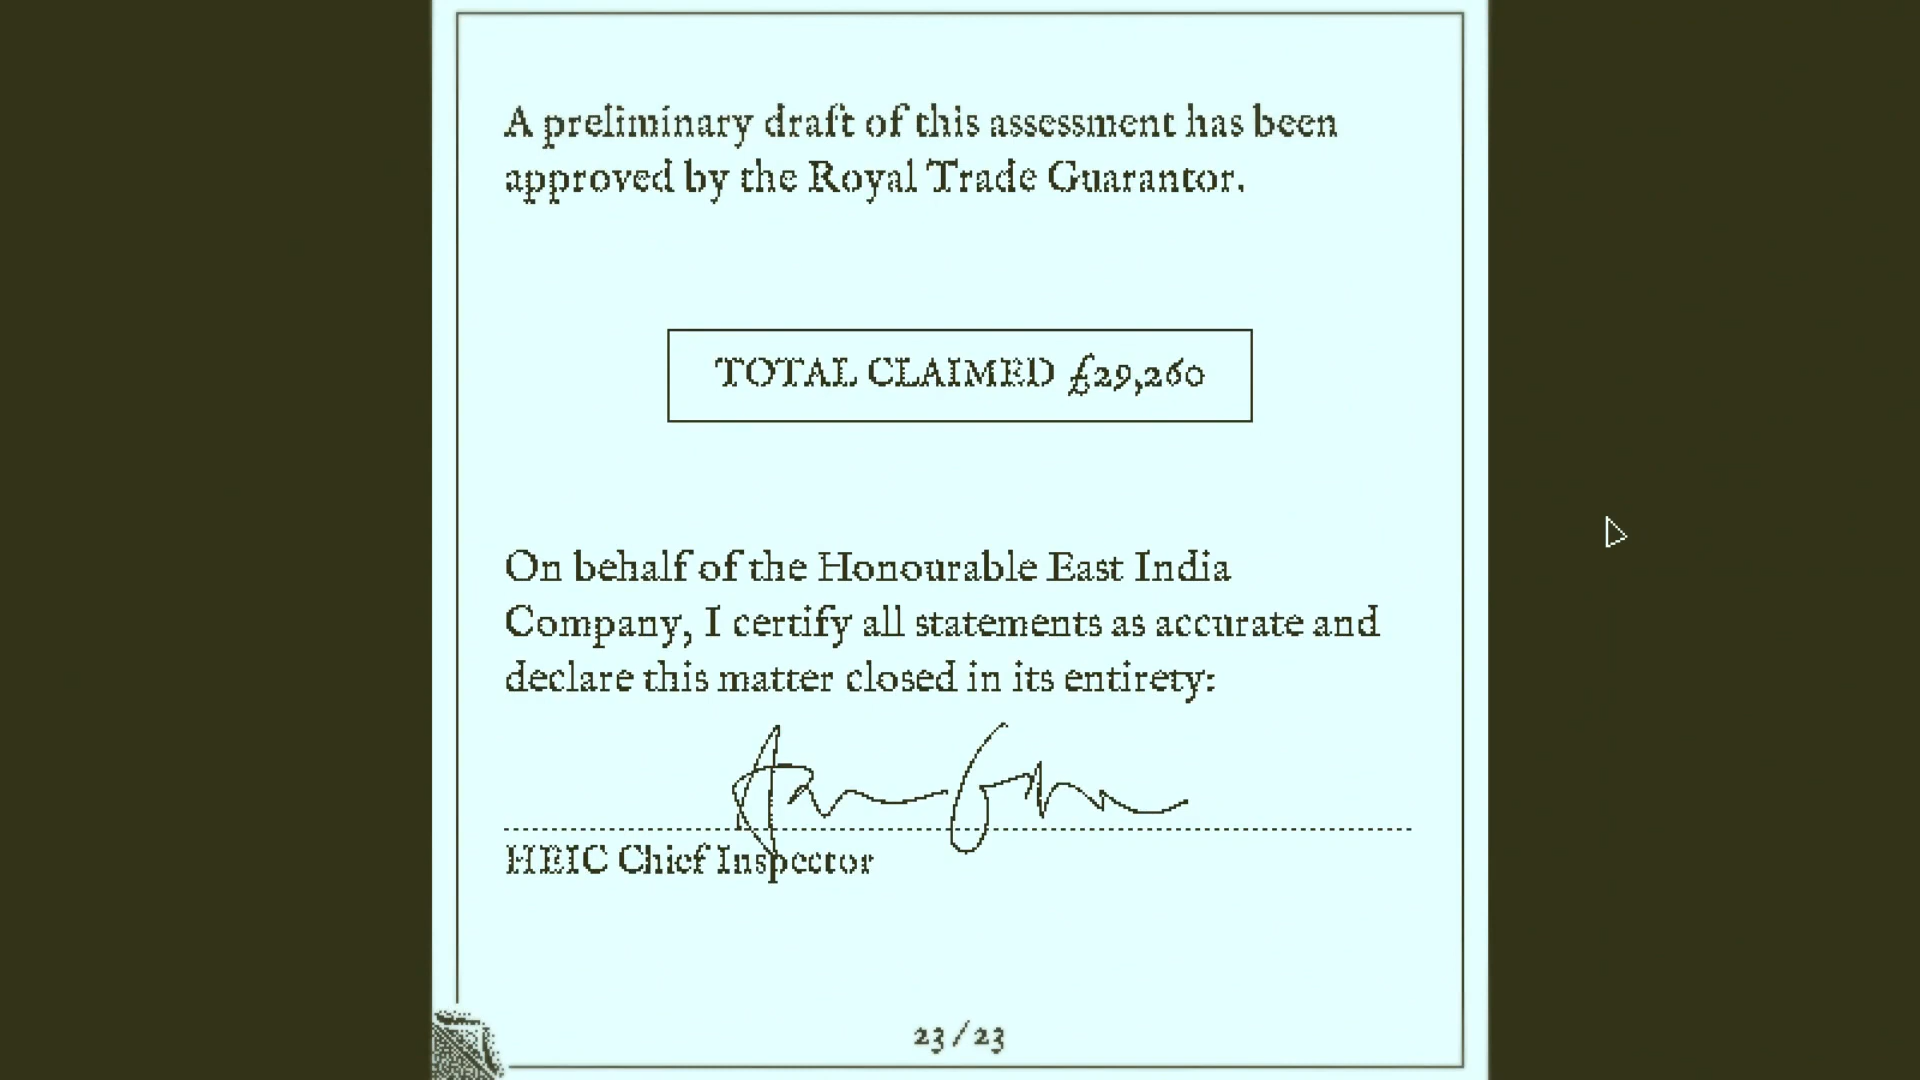 A preliminary draft of this assessment has been
approved by the Royal Trade Guarantor.
TOTAL CLAIMED £29,260
On behalf of the Honourable East India
Company, I certify all statements as accurate and
declare this matter closed in its entirety:
HEIC Chief Inspector
23/23